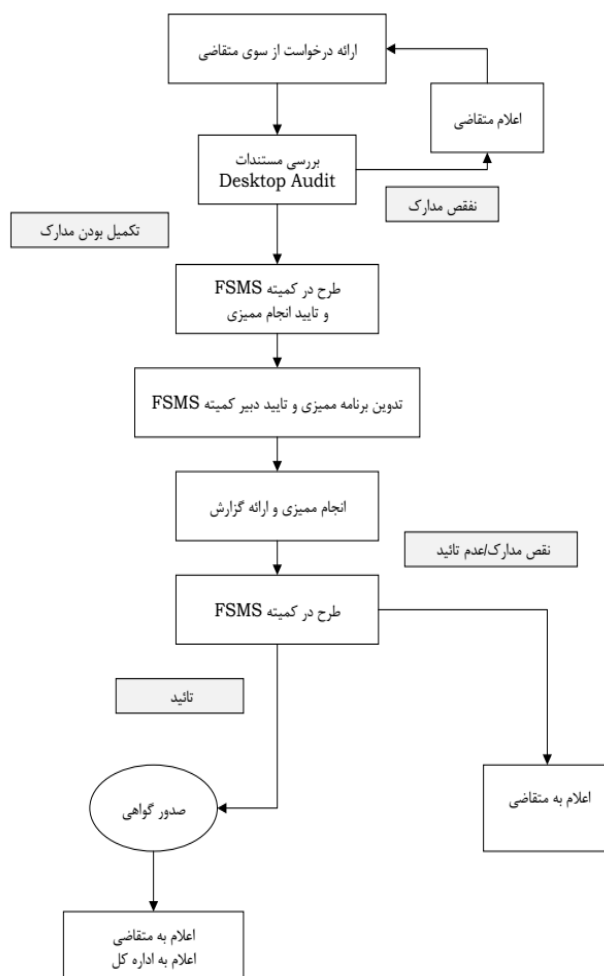 ارائه درخواست از سوی متقاضی
اعلام متقاضی
بررسی مستندات
Desktop Audit
نفقص مدارک
تکمیل بودن مدارک
طرح در کمیته FSMS
و تایید انجام ممیزی
تدوین برنامه ممیزی و تایید دبیر کمیته FSMS
انجام ممیزی و ارائه گزارش
نقص مدارک/عدم تائید
طرح در کمیته FSMS
تائید
اعلام به متقاضی
صدور گواهی
اعلام به متقاضی
اعلام به اداره کل